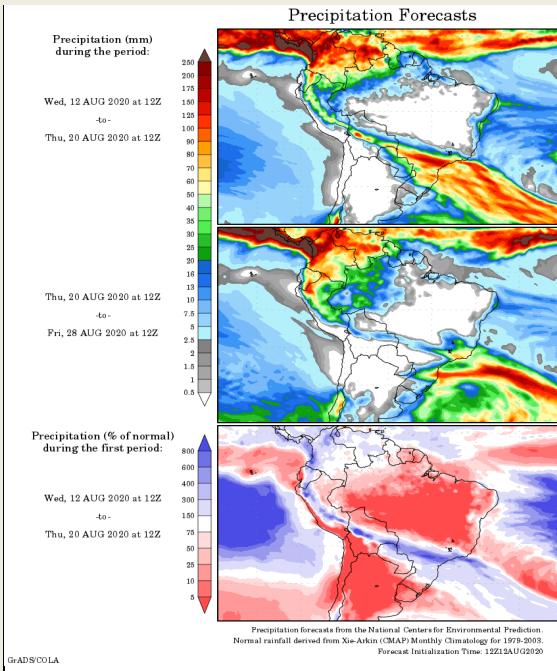 Precipitation Forecasts
Precipitation (mm)
during the period:
Wed, 12 AUG 2020 at 12Z
-to-
Thu, 20 AUG 2020 at 12Z
250
200
175
150
125
100
90
80
70
60
50
40
35
30
25
20
16
13
10
7.5
5
2.5
2
1.5
1
0.5
Thu, 20 AUG 2020 at 12Z
-to-
Fri, 28 AUG 2020 at 12Z
Precipitation (% of normal)
during the first period:
Wed, 12 AUG 2020 at 12Z
-to-
Thu, 20 AUG 2020 at 12Z
800
600
400
300
150
75
50
25
10
5
Precipitation forecasts from the National Centers for Environmental Prediction.
Normal rainfall derived from Xie-Arkin (CMAP) Monthly Climatology for 1979-2003.
Forecast Initialization Time: 12Z12AUG2020
GrADS/COLA